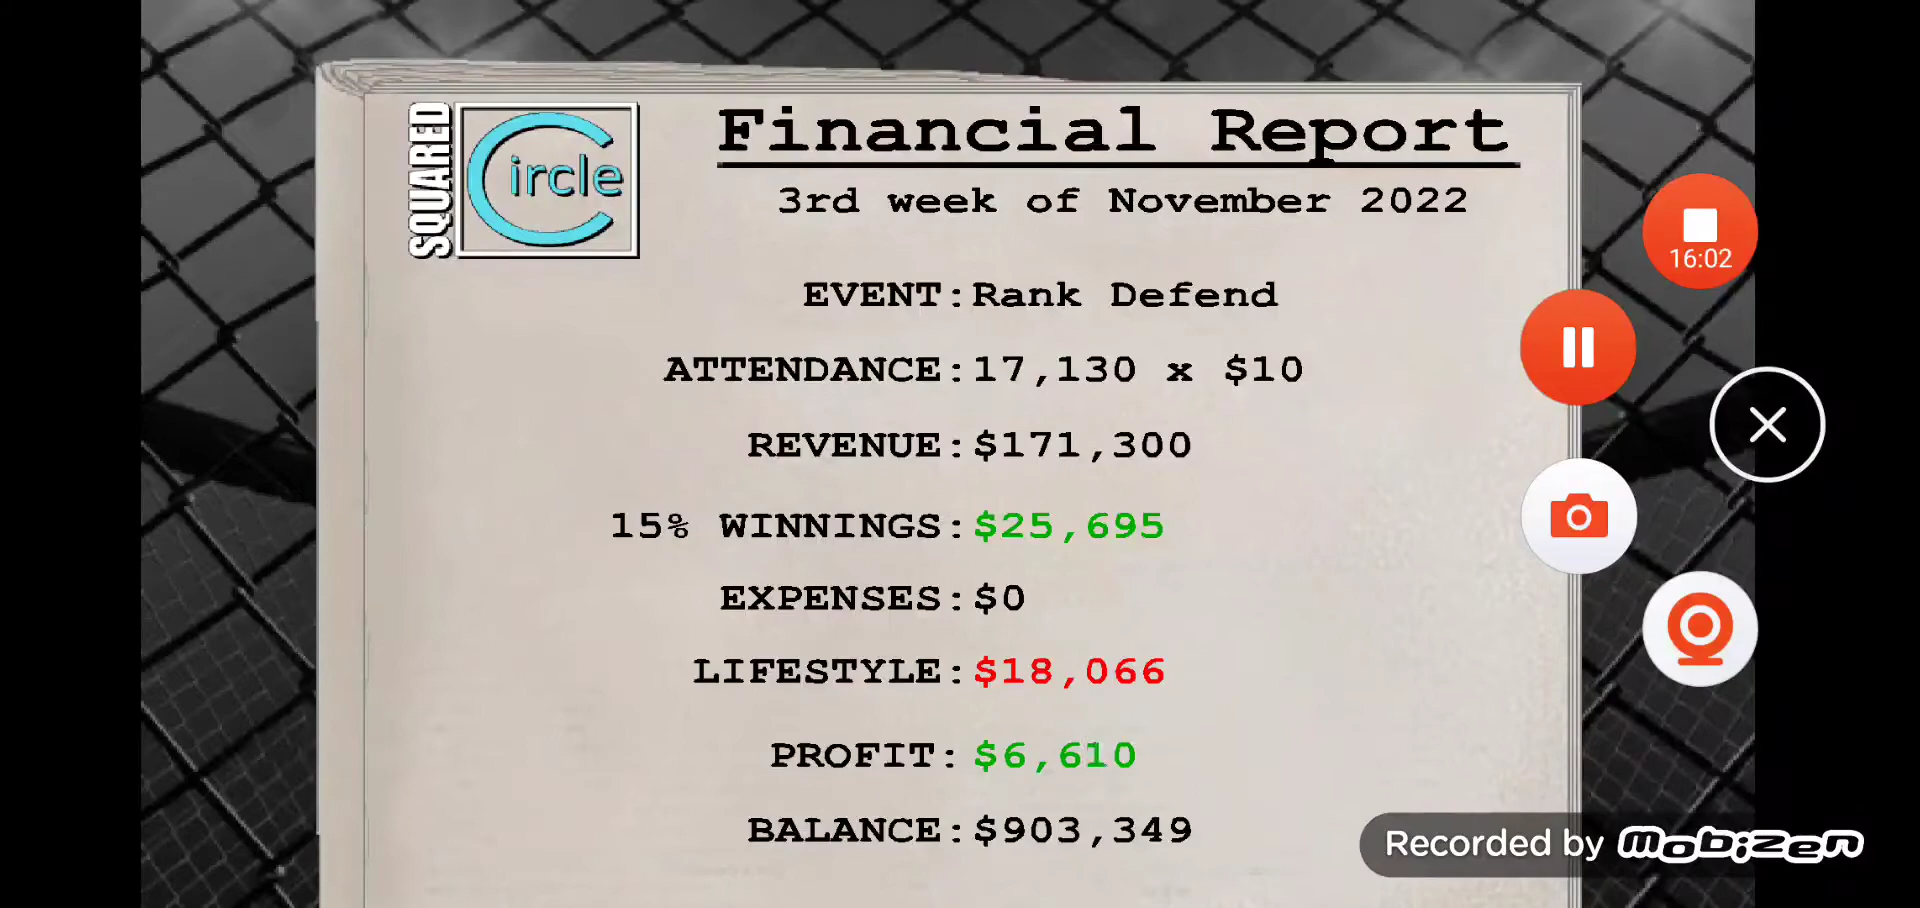 SQUARED
Circle
Financial Report
3rd week of November 2022
EVENT:Rank Defend
ATTENDANCE:17,130 x $10
REVENUE:$171,300
15% WINNINGS:$25,695
EXPENSES:$0
LIFESTYLE:$18,066
PROFIT:$6,610
BALANCE:$903,349
16:02
Recorded by mobizen